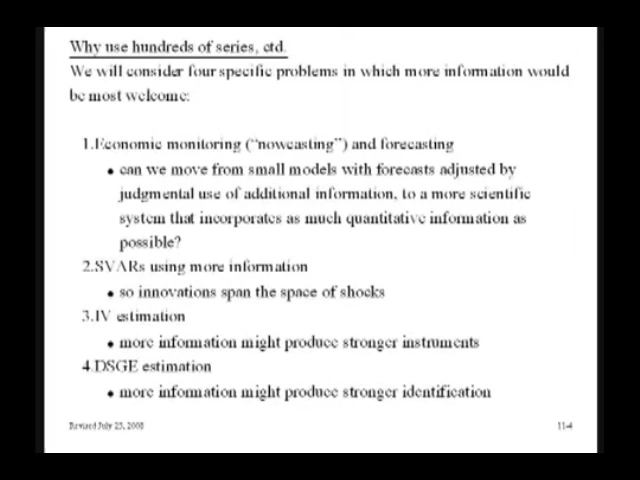 Why use hundreds of series, ctd.
We will consider four specific problems in which more information would
be most welcome:
1.Economic monitoring ("nowcasting") and forecasting
• can we move from small models with forecasts adjusted by
judgmental use of additional information, to a more scientific
system that incorporates as much quantitative information as
possible?
2.SVARs using more information
• so innovations span the space of shocks
3.IV estimation
• more information might produce stronger instruments
4.DSGE estimation
• more information might produce stronger identification
Revised July 23, 2008
11-4